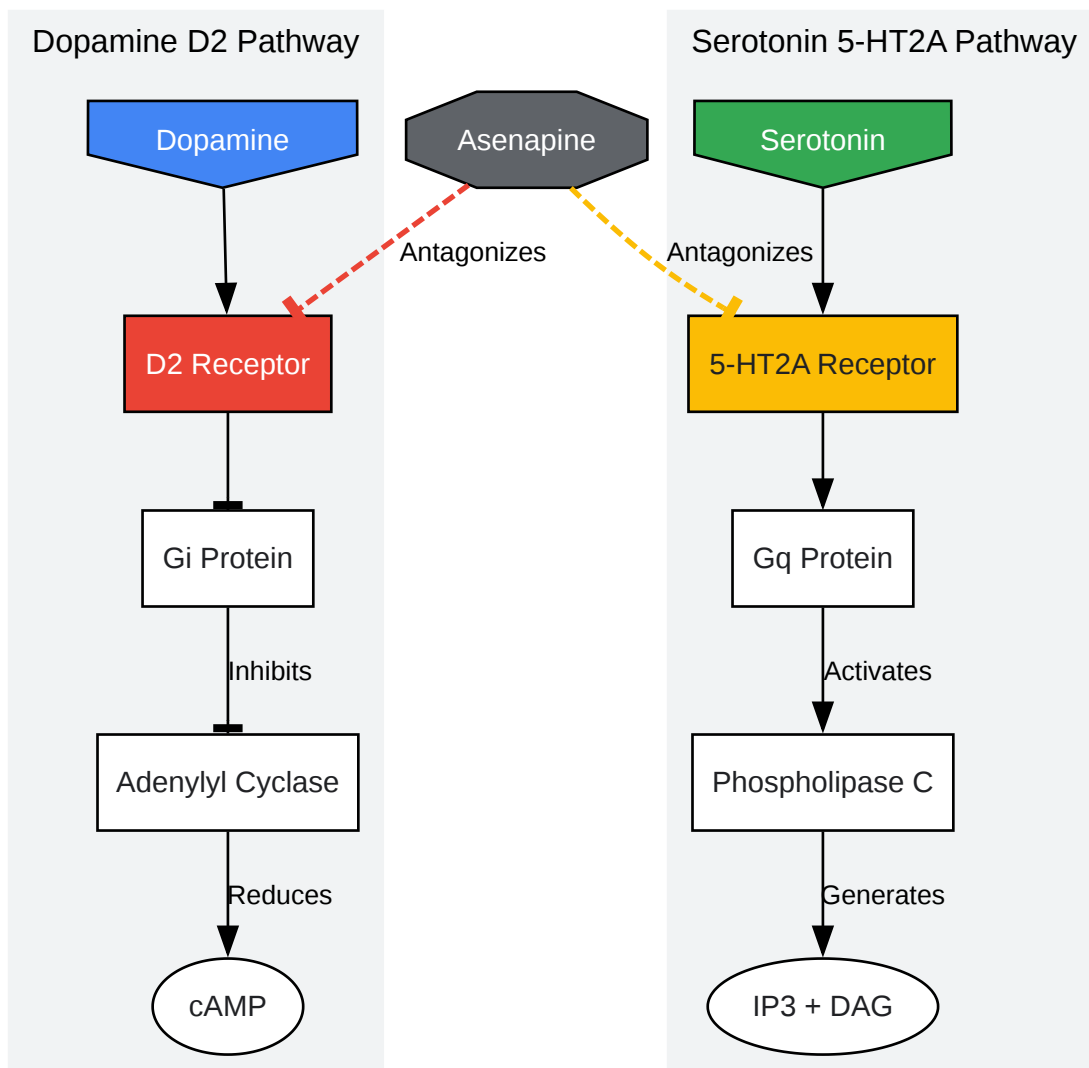 Dopamine D2 Pathway
Serotonin 5-HT2A Pathway
Dopamine
Asenapine
Serotonin
Antagonizes
Antagonizes
D2 Receptor
5-HT2A Receptor
Gi Protein
Gq Protein
Inhibits
Activates
Adenylyl Cyclase
Phospholipase C
Reduces
Generates
cAMP
IP3 + DAG